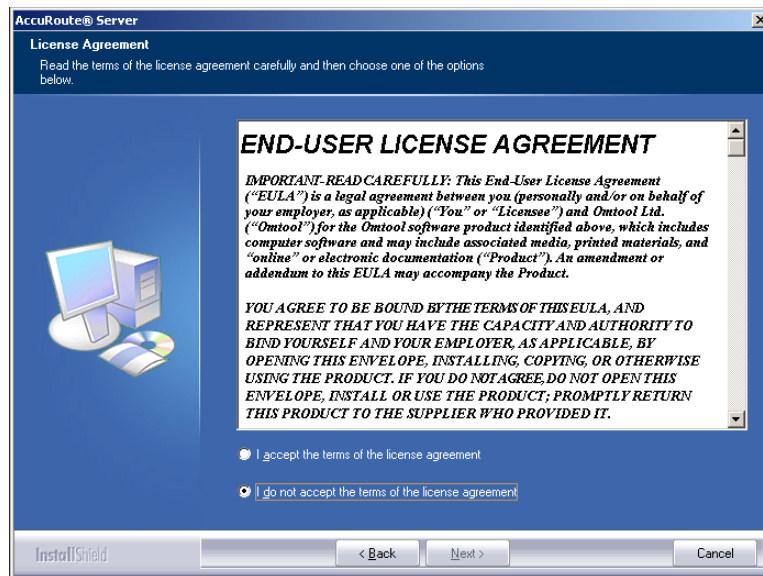 AccuRoute® Server
License Agreement
Read the terms of the license agreement carefully and then choose one of the options
below.
END-USER LICENSE AGREEMENT
IMPORTANT-READ CAREFULLY: This End-User License Agreement
("EULA") is a legal agreement between you (personally and/or on behalf of
your employer, as applicable) ("You" or "Licensee") and Omtool Ltd.
("Omtool") for the Omtool software product identified above, which includes
computer software and may include associated media, printed materials, and
"online" or electronic documentation ("Product"). An amendment or
addendum to this EULA may accompany the Product.
YOU AGREE TO BE BOUND BY THE TERMS OF THIS EULA, AND
REPRESENT THAT YOU HAVE THE CAPACITY AND AUTHORITY TO
BIND YOURSELF AND YOUR EMPLOYER, AS APPLICABLE, BY
OPENING THIS ENVELOPE, INSTALLING, COPYING, OR OTHERWISE
USING THE PRODUCT. IF YOU DO NOT AGREE, DO NOT OPEN THIS
ENVELOPE, INSTALL OR USE THE PRODUCT; PROMPTLY RETURN
THIS PRODUCT TO THE SUPPLIER WHO PROVIDED IT.
I accept the terms of the license agreement
I do not accept the terms of the license agreement
InstallShield
< Back
Next >
Cancel